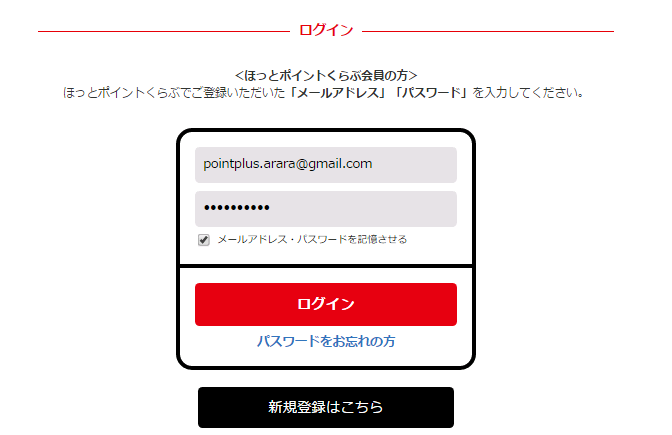 ログイン
<ほっとポイントくらぶ会員の方>
ほっとポイントくらぶでご登録いただいた「メールアドレス」「パスワード」を入力してください。
pointplus.arara@gmail.com
••••••••••
メールアドレス・パスワードを記憶させる
ログイン
パスワードをお忘れの方
新規登録はこちら